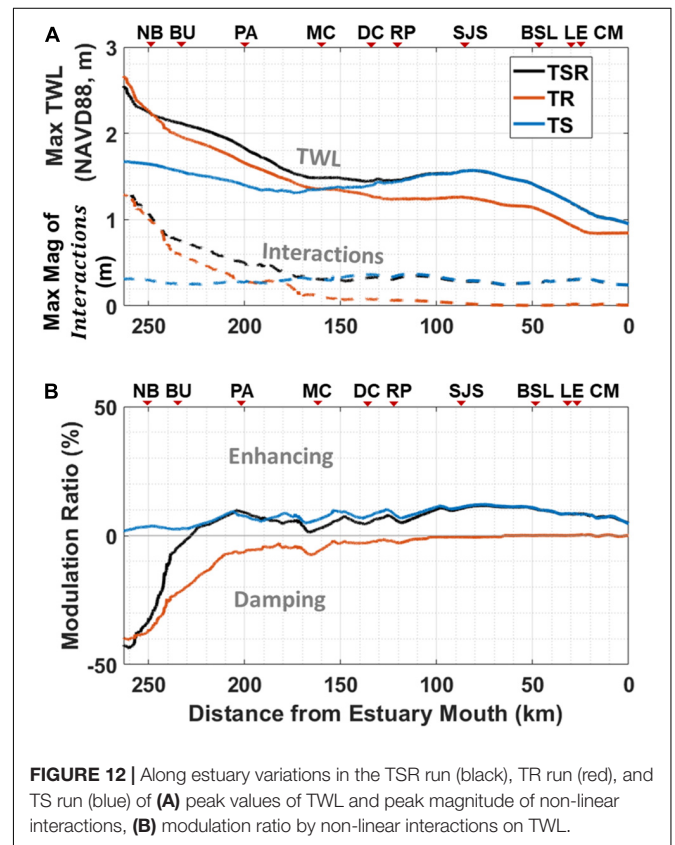 A
NB BU PA MC DC RP SJS BSL LE CM
3
2
1
0
Max TWL
(NAVD88, m)
Max Mag of
Interactions
(m)
TSR
TR
TS
TWL
Interactions
250 200 150 100 50 0
B
NB BU PA MC DC RP SJS BSL LE CM
50
0
-50
Modulation Ratio (%)
Enhancing
Damping
250 200 150 100 50 0
Distance from Estuary Mouth (km)
FIGURE 12 | Along estuary variations in the TSR run (black), TR run (red), and
TS run (blue) of (A) peak values of TWL and peak magnitude of non-linear
interactions, (B) modulation ratio by non-linear interactions on TWL.